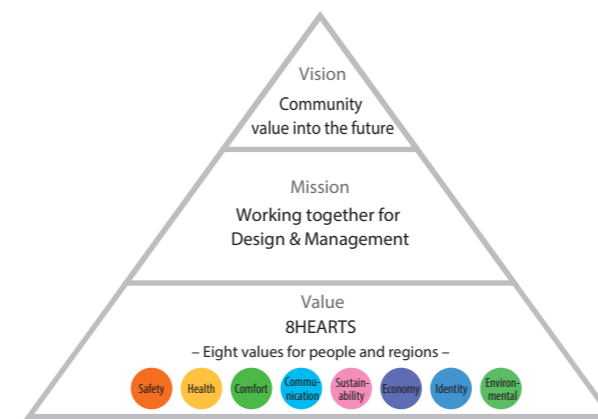 Vision
Community
value into the future
Mission
Working together for
Design & Management
Value
8HEARTS
– Eight values for people and regions –
Safety
Health
Comfort
Commu-
nication
Sustain-
ability
Economy
Identity
Environ-
mental